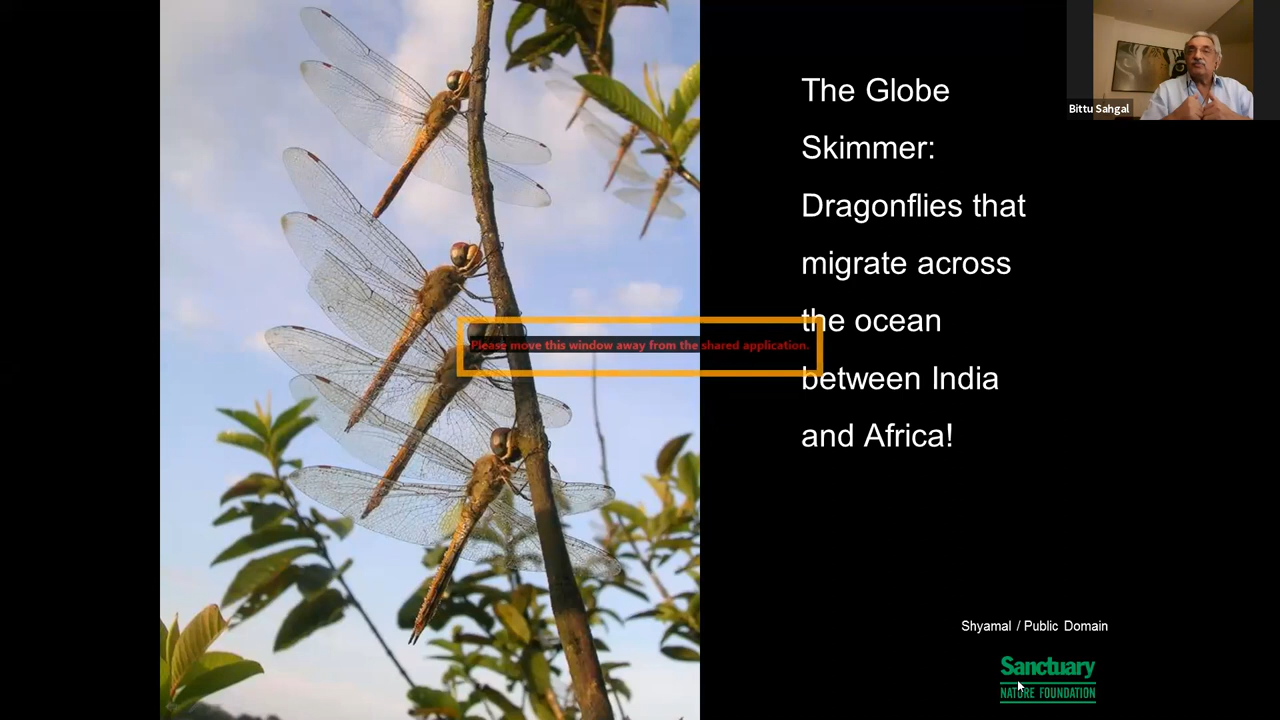 The Globe
Skimmer:
Dragonflies that
migrate across
the ocean
between India
and Africa!
Bittu Sahgal
Please move this window away from the shared application.
Shyamal / Public Domain
Sanctuary
NATURE FOUNDATION